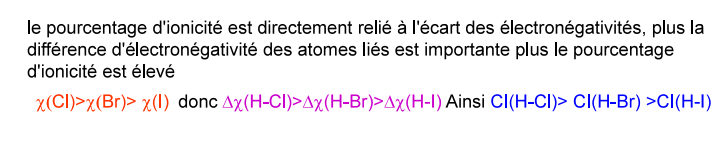 le pourcentage d'ionicité est directement relié à l'écart des électronégativités, plus la
différence d'électronégativité des atomes liés est importante plus le pourcentage
d'ionicité est élevé
χ(Cl)>χ(Br)> χ(I) donc Δχ(H-Cl)>Δχ(H-Br)>Δχ(H-I) Ainsi CI(H-Cl)> CI(H-Br) >CI(H-I)